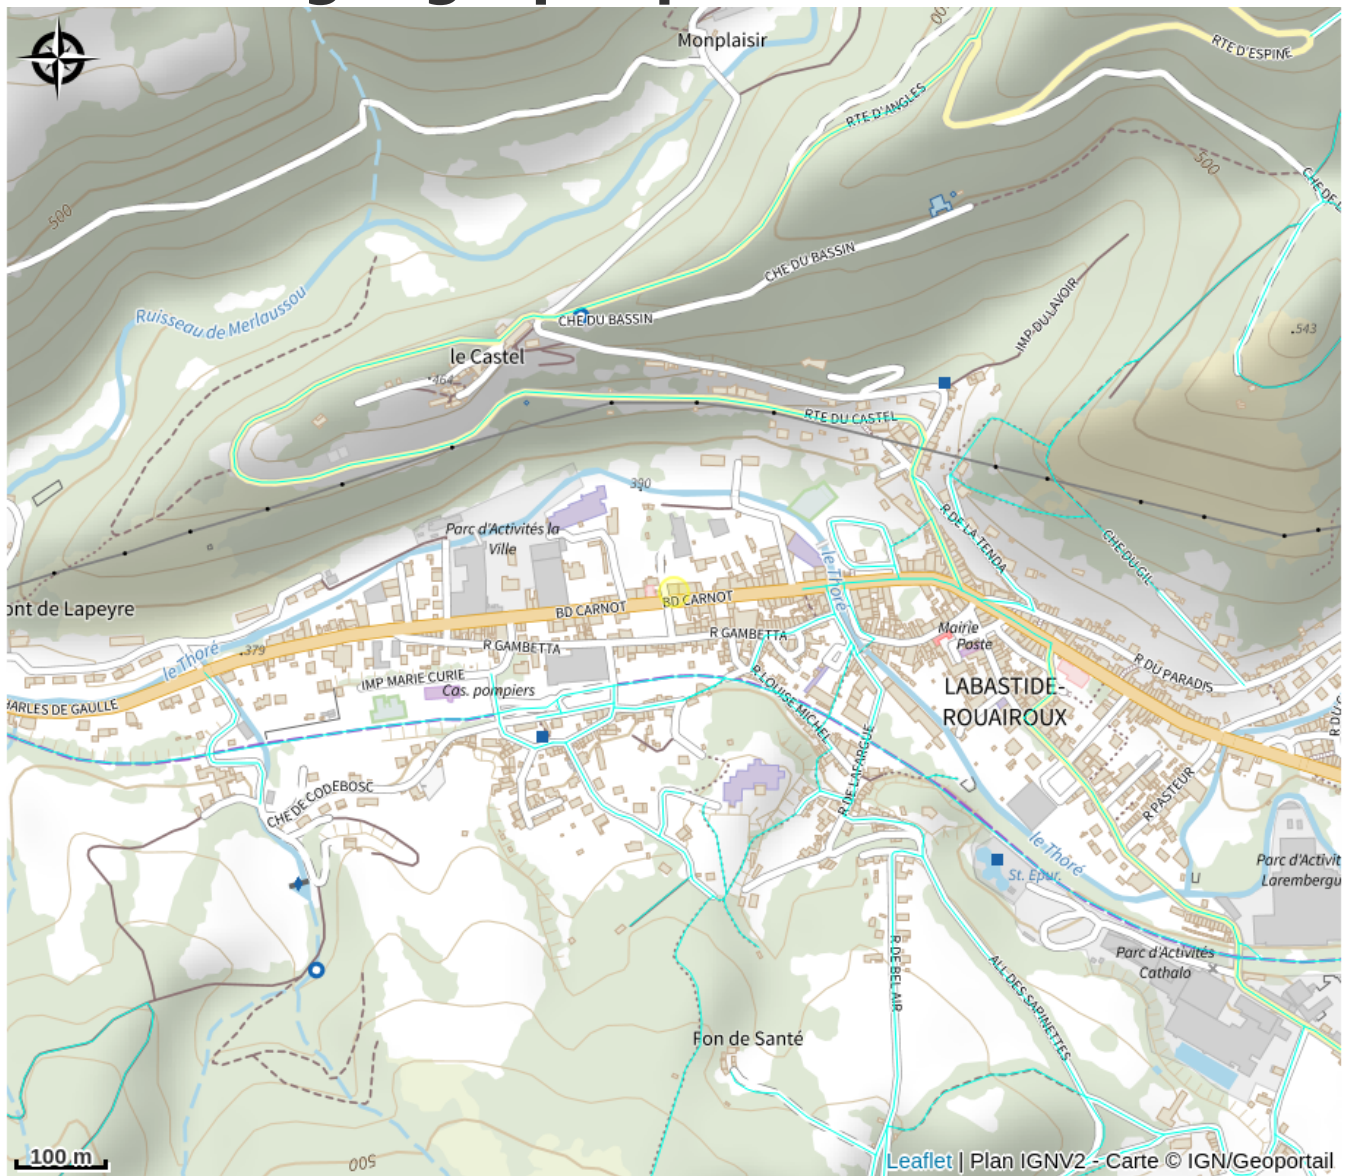 Monplaisir
RTE D'ESPINE
RTE D'ANGLES
500
500
CHE DU BASSIN
Ruisseau de Merlaussou
CHE DU BASSIN
IMP DU LAVOIR
543
le Castel
464
RTE DU CASTEL
390
Parc d'Activités la
Ville
R DE LA TENDA
CHE DU GIL
le Thoré
ont de Lapeyre
BD CARNOT
BD CARNOT
R GAMBETTA
R GAMBETTA
Mairie
Poste
le Thoré
379
R DU PARADIS
IMP MARIE CURIE
Cas. pompiers
R LOUISE MICHEL
LABASTIDE-
ROUAIROUX
HARLES DE GAULLE
R DE LAFARGUE
R PASTEUR
CHE DE CODEBOSC
le Thoré
St. Epur.
Parc d'Activit
Larembergu
R DE BEL AIR
ALL DES SAPINETTES
Parc d'Activités
Cathalo
Fon de Santé
100 m
500
Leaflet | Plan IGNV2 - Carte © IGN/Geoportail